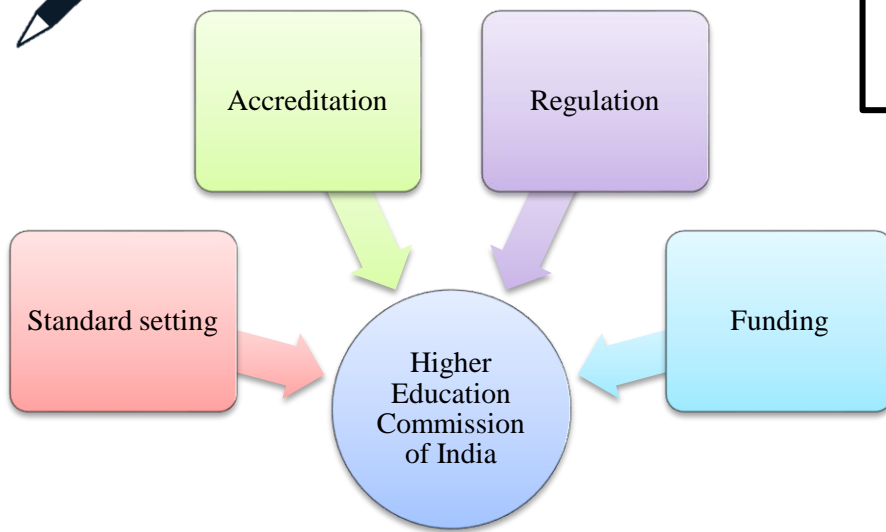 Accreditation
Regulation
Standard setting
Funding
Higher
Education
Commission
of India